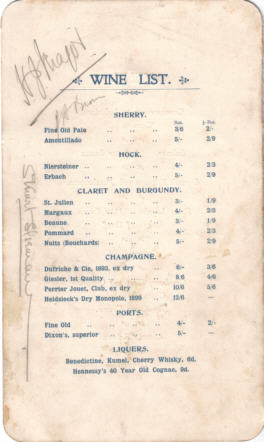 WINE LIST.
SHERRY.
Bot. ½-Bot.
Fine Old Pale .. .. .. 3/6 2/-
Amontillado .. .. .. 5/- 2/9
HOCK.
Niersteiner .. .. .. .. 4/- 2/3
Erbach .. .. .. .. 5/- 2/9
CLARET AND BURGUNDY.
St. Julien .. .. .. .. 3/- 1/9
Margaux .. .. .. .. 4/- 2/3
Beaune .. .. .. .. 3/- 1/9
Pommard .. .. .. .. 4/- 2/3
Nuits (Bouchards) .. .. 5/- 2/9
CHAMPAGNE.
Dufriche & Cie, 1893, ex dry .. 6/- 3/6
Giesler, 1st Quality .. .. 8/6 4/6
Perrier Jouet, Club, ex dry .. 10/6 5/6
Heidsieck's Dry Monopole, 1898 12/6 —
PORTS.
Fine Old .. .. .. .. 4/- 2/-
Dixon's, superior .. .. .. 5/- —
LIQUERS.
Benedictine, Kumel, Cherry Whisky, 6d.
Hennessy's 40 Year Old Cognac, 9d.